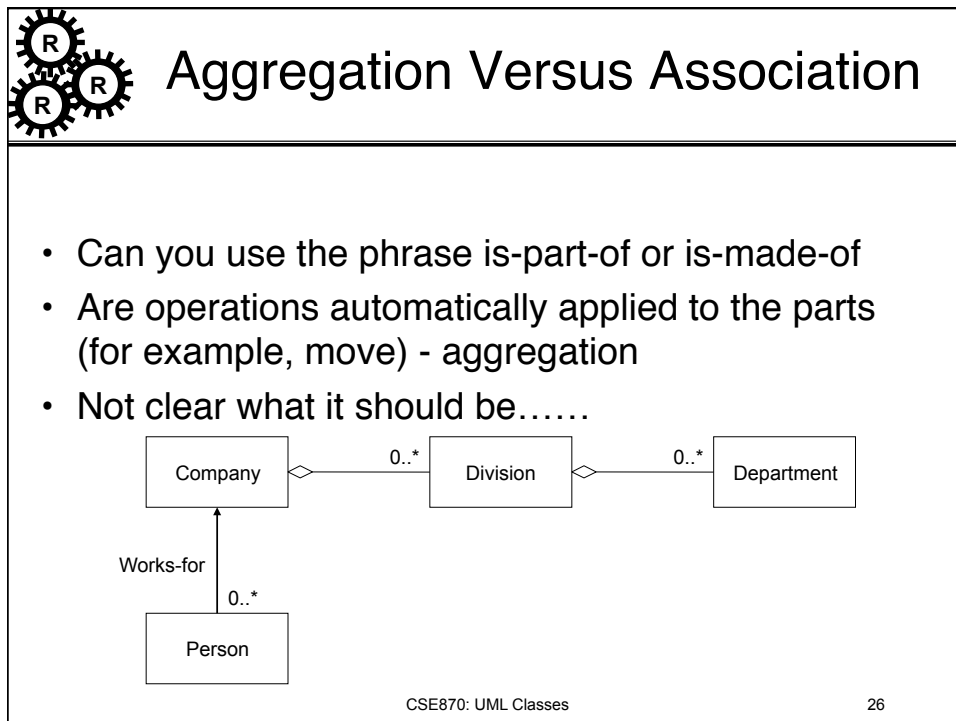 R
R
R
Aggregation Versus Association
• Can you use the phrase is-part-of or is-made-of
• Are operations automatically applied to the parts
(for example, move) - aggregation
• Not clear what it should be……
Company
0..*
Division
0..*
Department
Works-for
0..*
Person
CSE870: UML Classes
26